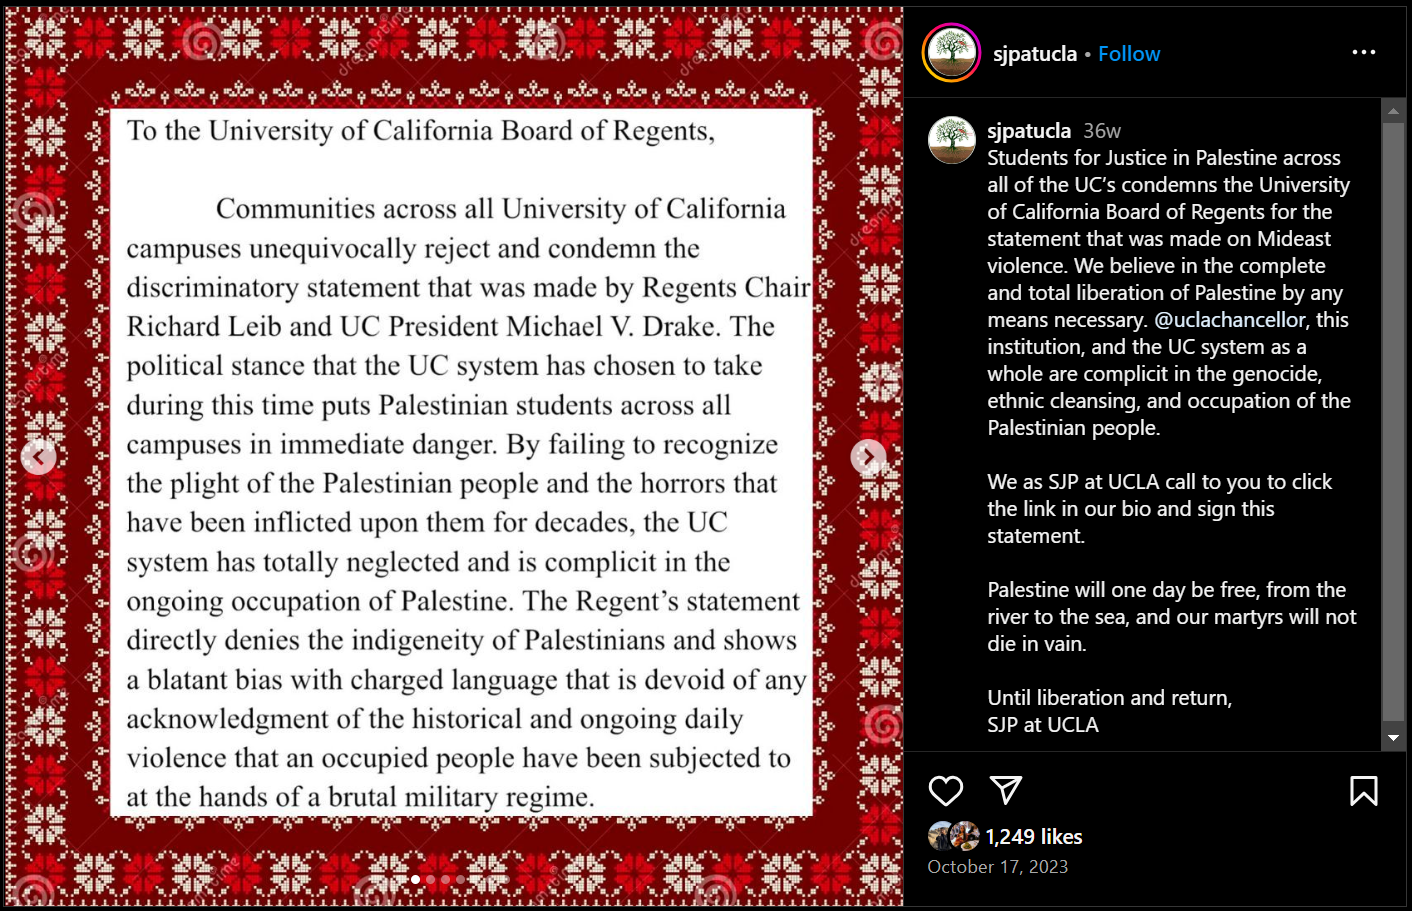 To the University of California Board of Regents,
Communities across all University of California
campuses unequivocally reject and condemn the
discriminatory statement that was made by Regents Chair
Richard Leib and UC President Michael V. Drake. The
political stance that the UC system has chosen to take
during this time puts Palestinian students across all
campuses in immediate danger. By failing to recognize
the plight of the Palestinian people and the horrors that
have been inflicted upon them for decades, the UC
system has totally neglected and is complicit in the
ongoing occupation of Palestine. The Regent’s statement
directly denies the indigeneity of Palestinians and shows
a blatant bias with charged language that is devoid of any
acknowledgment of the historical and ongoing daily
violence that an occupied people have been subjected to
at the hands of a brutal military regime.
dreamstime
dreamstime
sjpatucla • Follow
sjpatucla 36w
Students for Justice in Palestine across
all of the UC’s condemns the University
of California Board of Regents for the
statement that was made on Mideast
violence. We believe in the complete
and total liberation of Palestine by any
means necessary. @uclachancellor, this
institution, and the UC system as a
whole are complicit in the genocide,
ethnic cleansing, and occupation of the
Palestinian people.
We as SJP at UCLA call to you to click
the link in our bio and sign this
statement.
Palestine will one day be free, from the
river to the sea, and our martyrs will not
die in vain.
Until liberation and return,
SJP at UCLA
1,249 likes
October 17, 2023